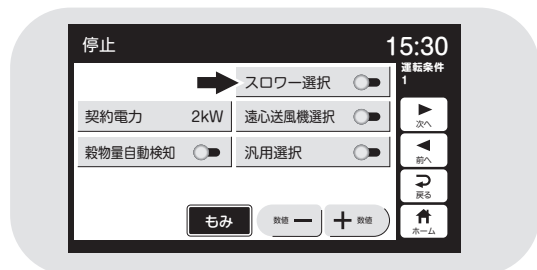 停止 15:30
運転条件
1
スロワー選択
契約電力 2kW 遠心送風機選択
穀物量自動検知 汎用選択
もみ 数値 ー ＋ 数値
次へ
前へ
戻る
ホーム